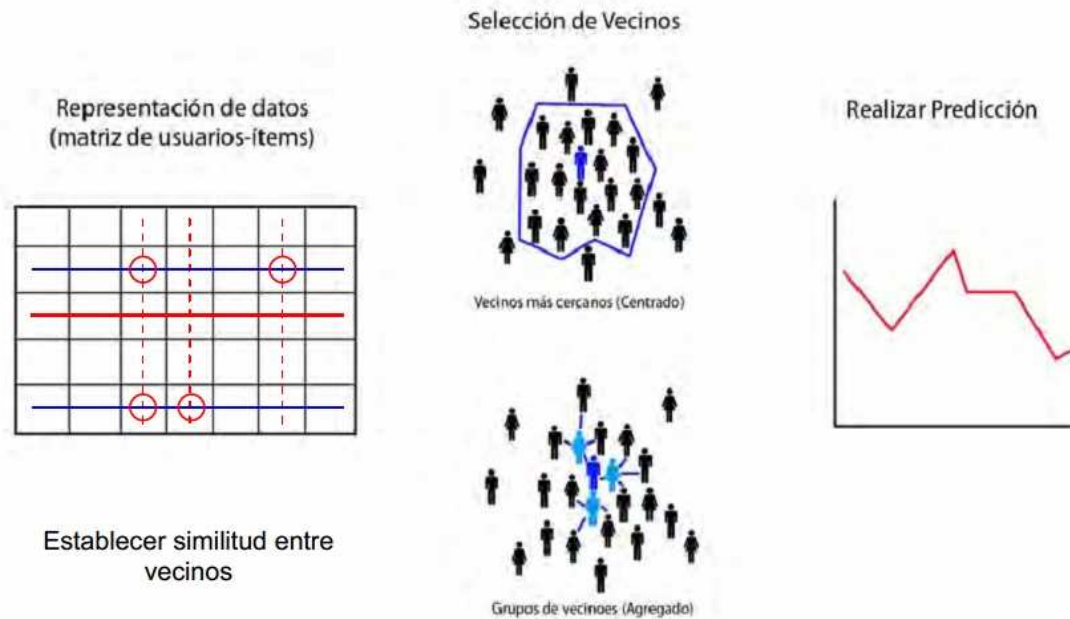 Selección de Vecinos
Representación de datos
(matriz de usuarios-ítems)
Realizar Predicción
Vecinos más cercanos (Centrado)
Establecer similitud entre
vecinos
Grupos de vecinoes (Agregado)